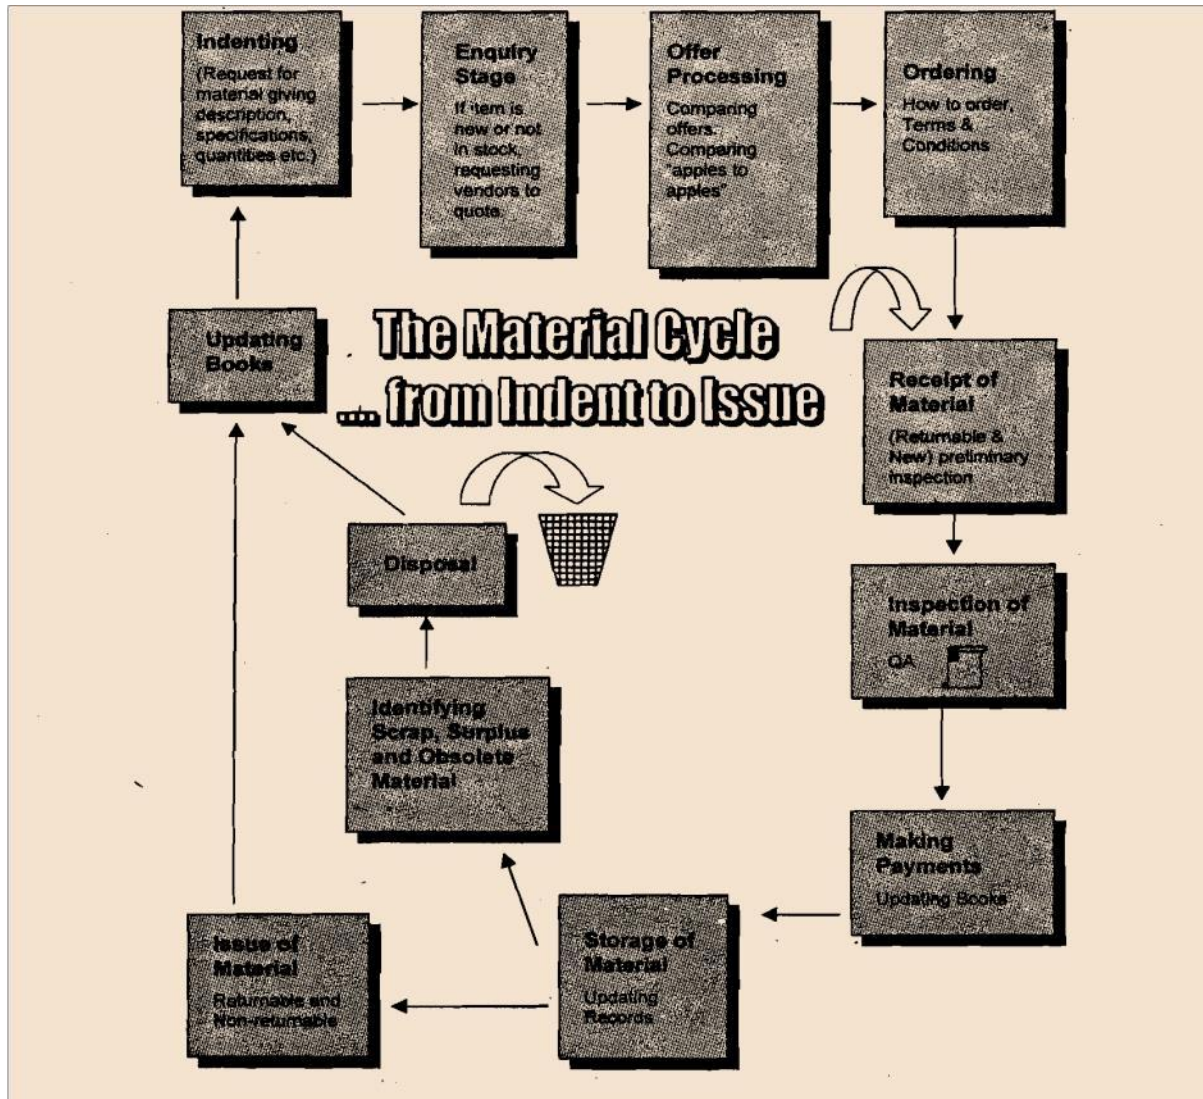 Indenting
(Request for
material giving
description,
specifications,
quantities etc.)
Enquiry
Stage
If item is
new or not
in stock,
requesting
vendors to
quote.
Offer
Processing
Comparing
offers.
Comparing
"apples to
apples"
Ordering
How to order,
Terms &
Conditions
Updating
Books
The Material Cycle
.... from Indent to Issue
Receipt of
Material
(Returnable &
New) preliminary
inspection
Disposal
Inspection of
Material
QA
Identifying
Scrap, Surplus
and Obsolete
Material
Making
Payments
Updating Books
Issue of
Material
Returnable and
Non-returnable
Storage of
Material
Updating
Records